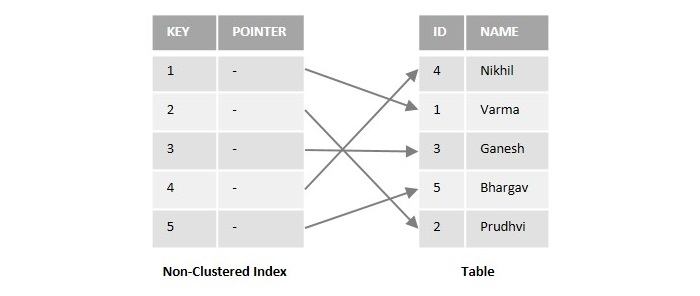 KEY POINTER ID NAME
1 - 4 Nikhil
2 - 1 Varma
3 - 3 Ganesh
4 - 5 Bhargav
5 - 2 Prudhvi
Non-Clustered Index Table